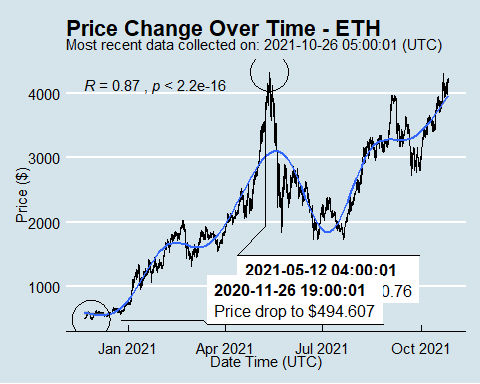 Price Change Over Time - ETH
Most recent data collected on: 2021-10-26 05:00:01 (UTC)
R = 0.87 , p < 2.2e-16
4000
3000
2000
1000
Price ($)
2021-05-12 04:00:01
0.76
2020-11-26 19:00:01
Price drop to $494.607
Jan 2021
Apr 2021
Jul 2021
Oct 2021
Date Time (UTC)